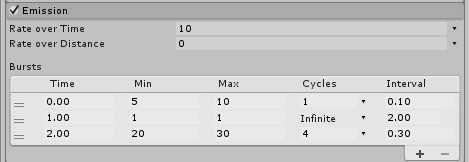 Emission
Rate over Time 10
Rate over Distance 0
Bursts
Time Min Max Cycles Interval
0.00 5 10 1 0.10
1.00 1 1 Infinite 2.00
2.00 20 30 4 0.30
+ −